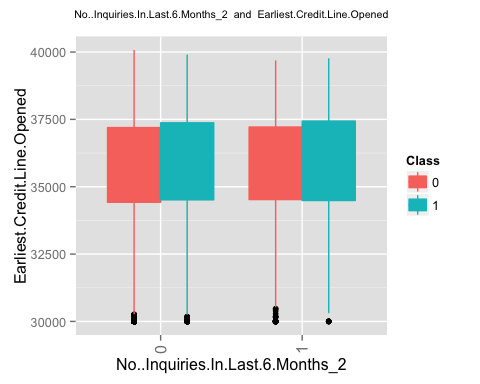 No..Inquiries.In.Last.6.Months_2 and Earliest.Credit.Line.Opened
40000
37500
35000
32500
30000
Earliest.Credit.Line.Opened
0
1
No..Inquiries.In.Last.6.Months_2
Class
0
1